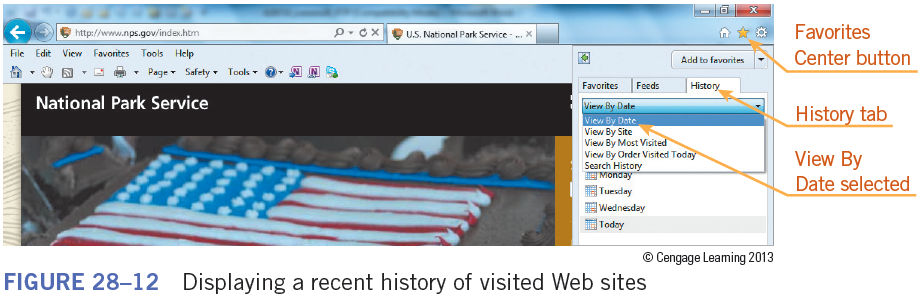 © Cengage Learning 2013
http://www.nps.gov/index.htm
U.S. National Park Service - ...
File Edit View Favorites Tools Help
Page Safety Tools
Add to favorites
Favorites Feeds History
View By Date
View By Date
View By Site
View By Most Visited
View By Order Visited Today
Search History
Monday
Tuesday
Wednesday
Today
National Park Service
Favorites
Center button
History tab
View By
Date selected
© Cengage Learning 2013
FIGURE 28–12 Displaying a recent history of visited Web sites